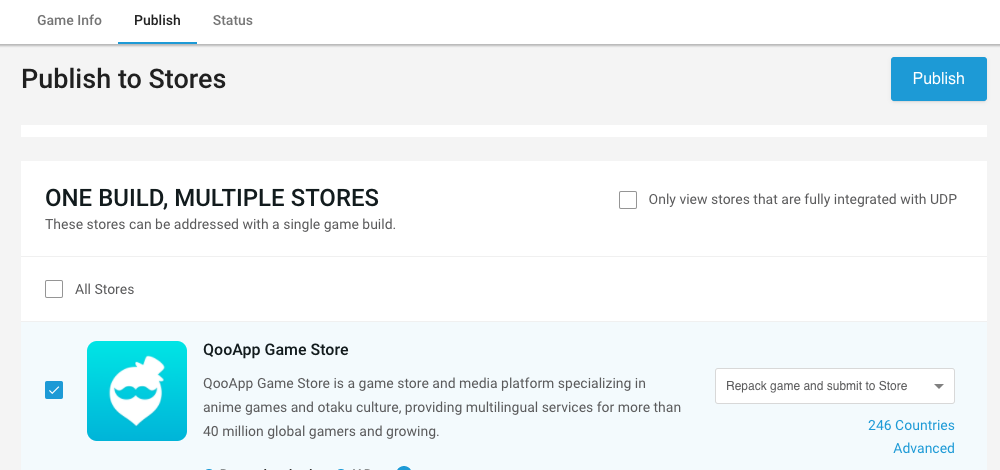 Game Info Publish Status
Publish to Stores
Publish
ONE BUILD, MULTIPLE STORES
Only view stores that are fully integrated with UDP
These stores can be addressed with a single game build.
All Stores
QooApp Game Store
QooApp Game Store is a game store and media platform specializing in
anime games and otaku culture, providing multilingual services for more than
40 million global gamers and growing.
Repack game and submit to Store
246 Countries
Advanced